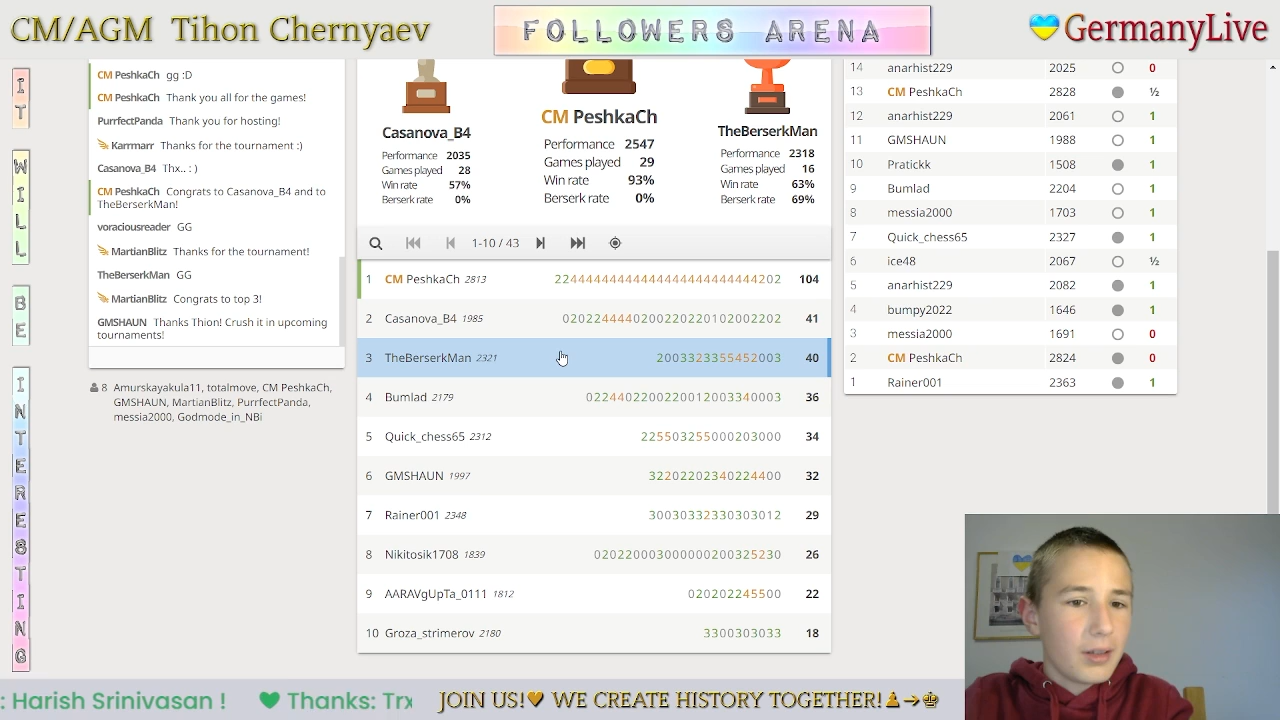 CM/AGM Tihon Chernyaev
FOLLOWERS ARENA
GermanyLive
IT
WILL
BE
INTERESTING
CM PeshkaCh gg :D
CM PeshkaCh Thank you all for the games!
PurrfectPanda Thank you for hosting!
Karrmarr Thanks for the tournament :)
Casanova_B4 Thx.. : )
CM PeshkaCh Congrats to Casanova_B4 and to
TheBerserkMan!
voraciousreader GG
MartianBlitz Thanks for the tournament!
TheBerserkMan GG
MartianBlitz Congrats to top 3!
GMSHAUN Thanks Thion! Crush it in upcoming
tournaments!
8 Amurskayakula11, totalmove, CM PeshkaCh,
GMSHAUN, MartianBlitz, PurrfectPanda,
messia2000, Godmode_in_NBi
Casanova_B4
Performance 2035
Games played 28
Win rate 57%
Berserk rate 0%
CM PeshkaCh
Performance 2547
Games played 29
Win rate 93%
Berserk rate 0%
TheBerserkMan
Performance 2318
Games played 16
Win rate 63%
Berserk rate 69%
1-10 / 43
1 CM PeshkaCh 2813 22444444444444444444444444202 104
2 Casanova_B4 1985 0202244440200220220102002202 41
3 TheBerserkMan 2321 2003323355452003 40
4 Bumlad 2179 0224402200220012003340003 36
5 Quick_chess65 2312 225503255000203000 34
6 GMSHAUN 1997 32202202340224400 32
7 Rainer001 2348 30030332330303012 29
8 Nikitosik1708 1839 020220003000000200325230 26
9 AARAVgUpTa_0111 1812 020202245500 22
10 Groza_strimerov 2180 3300303033 18
14 anarhist229 2025 0
13 CM PeshkaCh 2828 ½
12 anarhist229 2061 1
11 GMSHAUN 1988 1
10 Pratickk 1508 1
9 Bumlad 2204 1
8 messia2000 1703 1
7 Quick_chess65 2327 1
6 ice48 2067 ½
5 anarhist229 2082 1
4 bumpy2022 1646 1
3 messia2000 1691 0
2 CM PeshkaCh 2824 0
1 Rainer001 2363 1
: Harish Srinivasan ! Thanks: Trx
JOIN US! WE CREATE HISTORY TOGETHER!